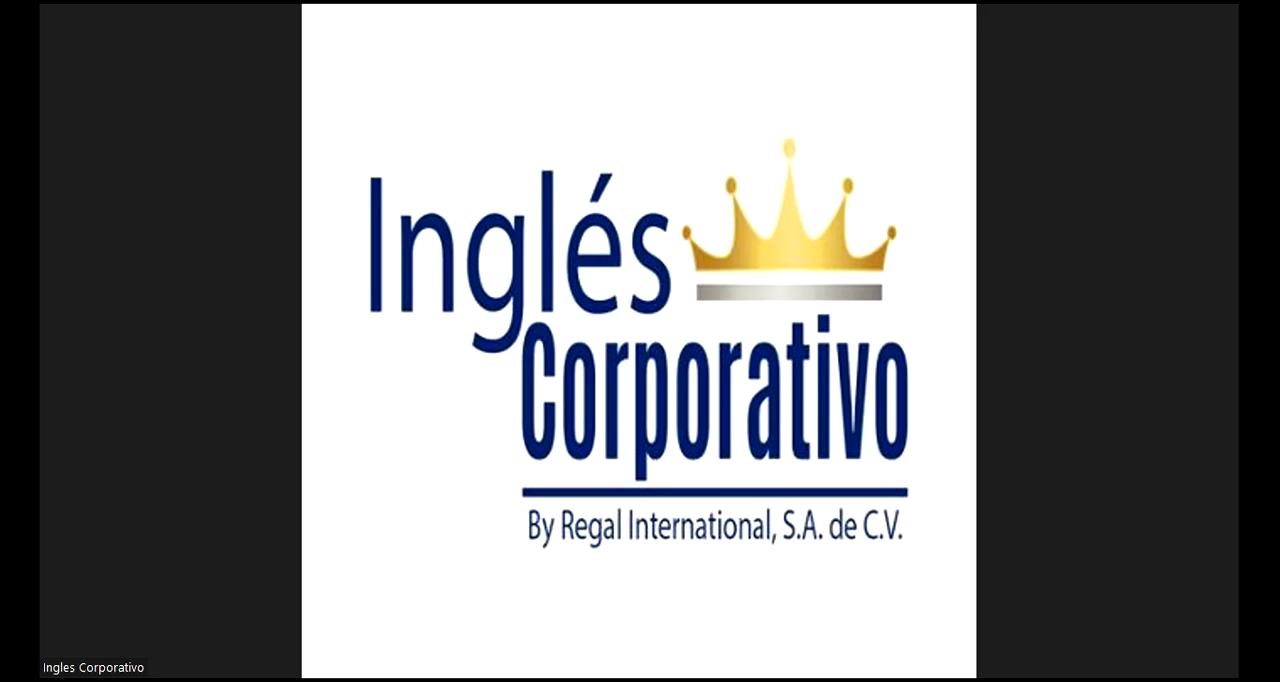 Inglés
Corporativo
By Regal International, S.A. de C.V.
Ingles Corporativo